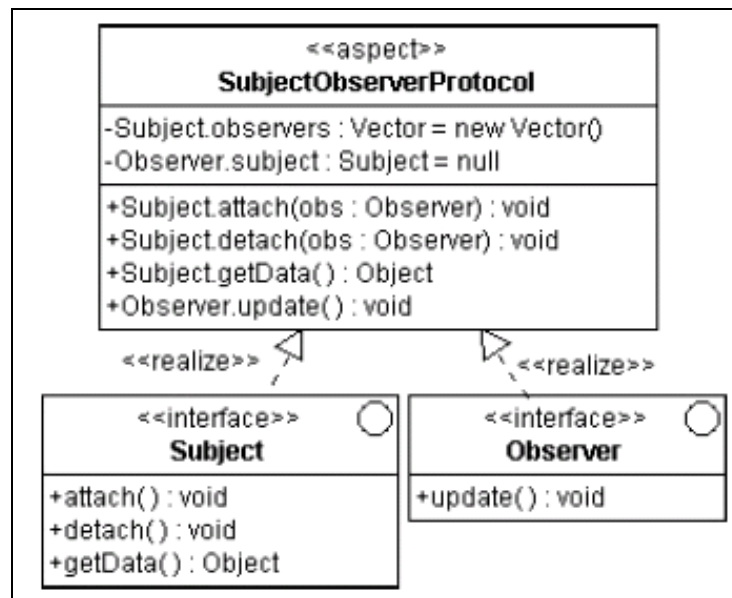 <<aspect>>
SubjectObserverProtocol
-Subject.observers : Vector = new Vector()
-Observer.subject : Subject = null
+Subject.attach(obs : Observer) : void
+Subject.detach(obs : Observer) : void
+Subject.getData() : Object
+Observer.update() : void
<<realize>>
<<realize>>
<<interface>>
Subject
+attach() : void
+detach() : void
+getData() : Object
<<interface>>
Observer
+update() : void